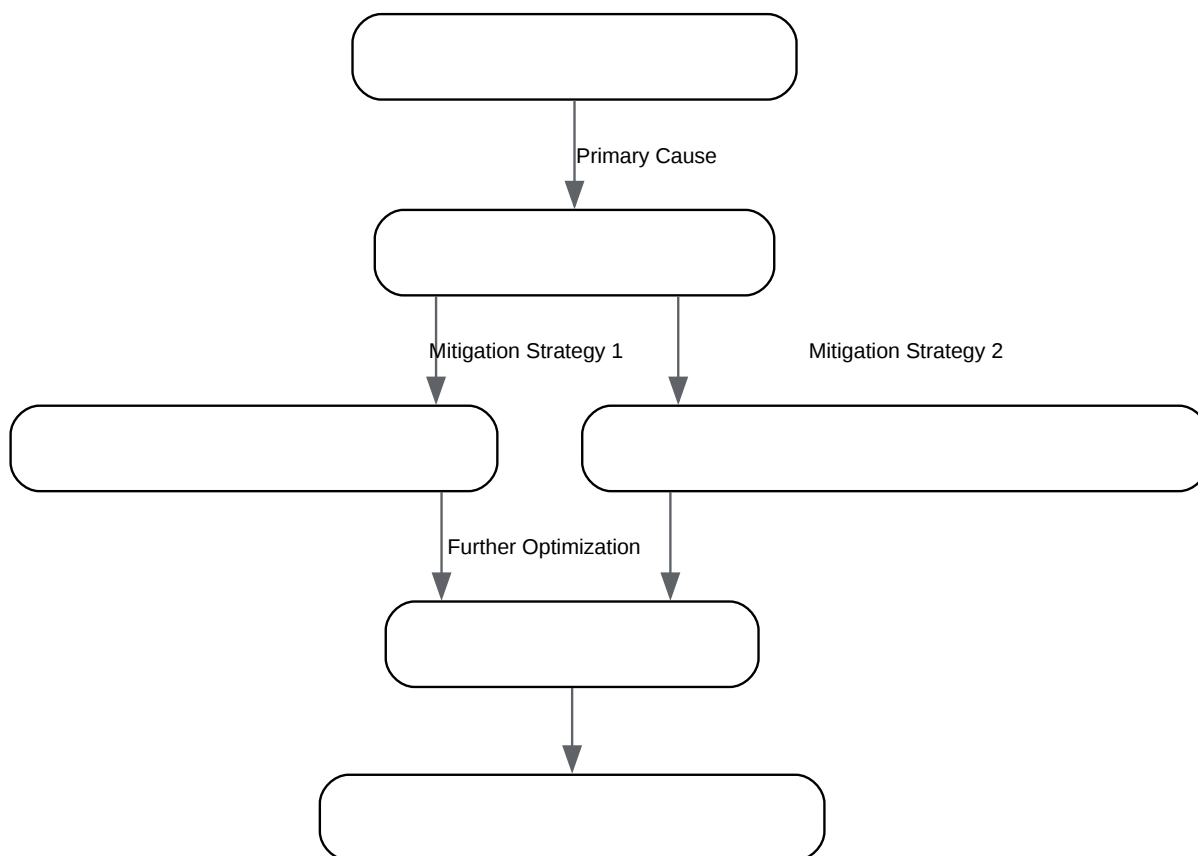 Primary Cause
Mitigation Strategy 1
Mitigation Strategy 2
Further Optimization